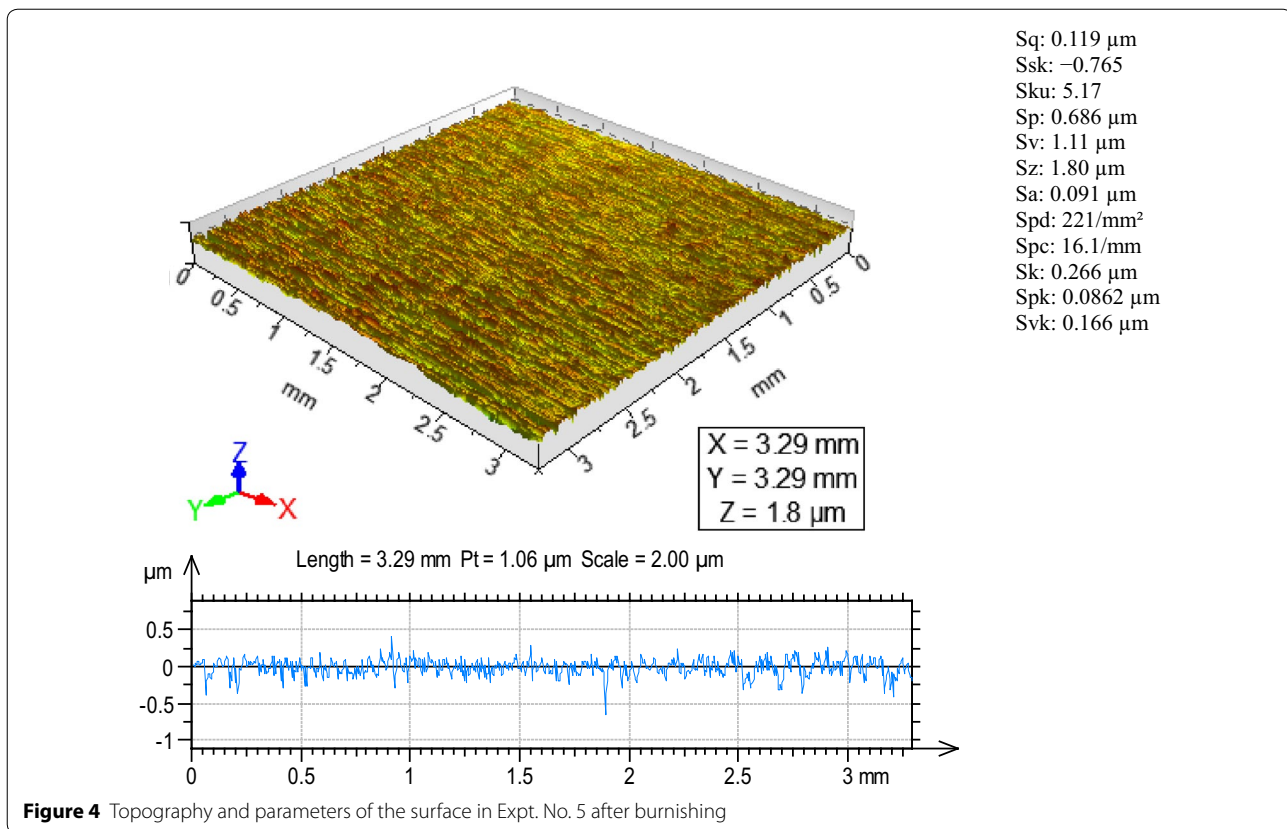 Sq: 0.119 µm
Ssk: −0.765
Sku: 5.17
Sp: 0.686 µm
Sv: 1.11 µm
Sz: 1.80 µm
Sa: 0.091 µm
Spd: 221/mm²
Spc: 16.1/mm
Sk: 0.266 µm
Spk: 0.0862 µm
Svk: 0.166 µm
0 0.5 1 1.5 2 2.5 3
mm
0 0.5 1 1.5 2 2.5 3
mm
Z
Y
X
X = 3.29 mm
Y = 3.29 mm
Z = 1.8 µm
Length = 3.29 mm Pt = 1.06 µm Scale = 2.00 µm
µm
0.5
0
-0.5
-1
0 0.5 1 1.5 2 2.5 3 mm
Figure 4 Topography and parameters of the surface in Expt. No. 5 after burnishing